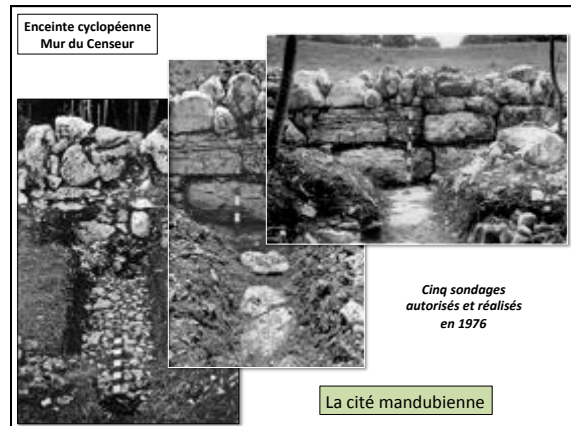 Enceinte cyclopéenne
Mur du Censeur
Cinq sondages
autorisés et réalisés
en 1976
La cité mandubienne